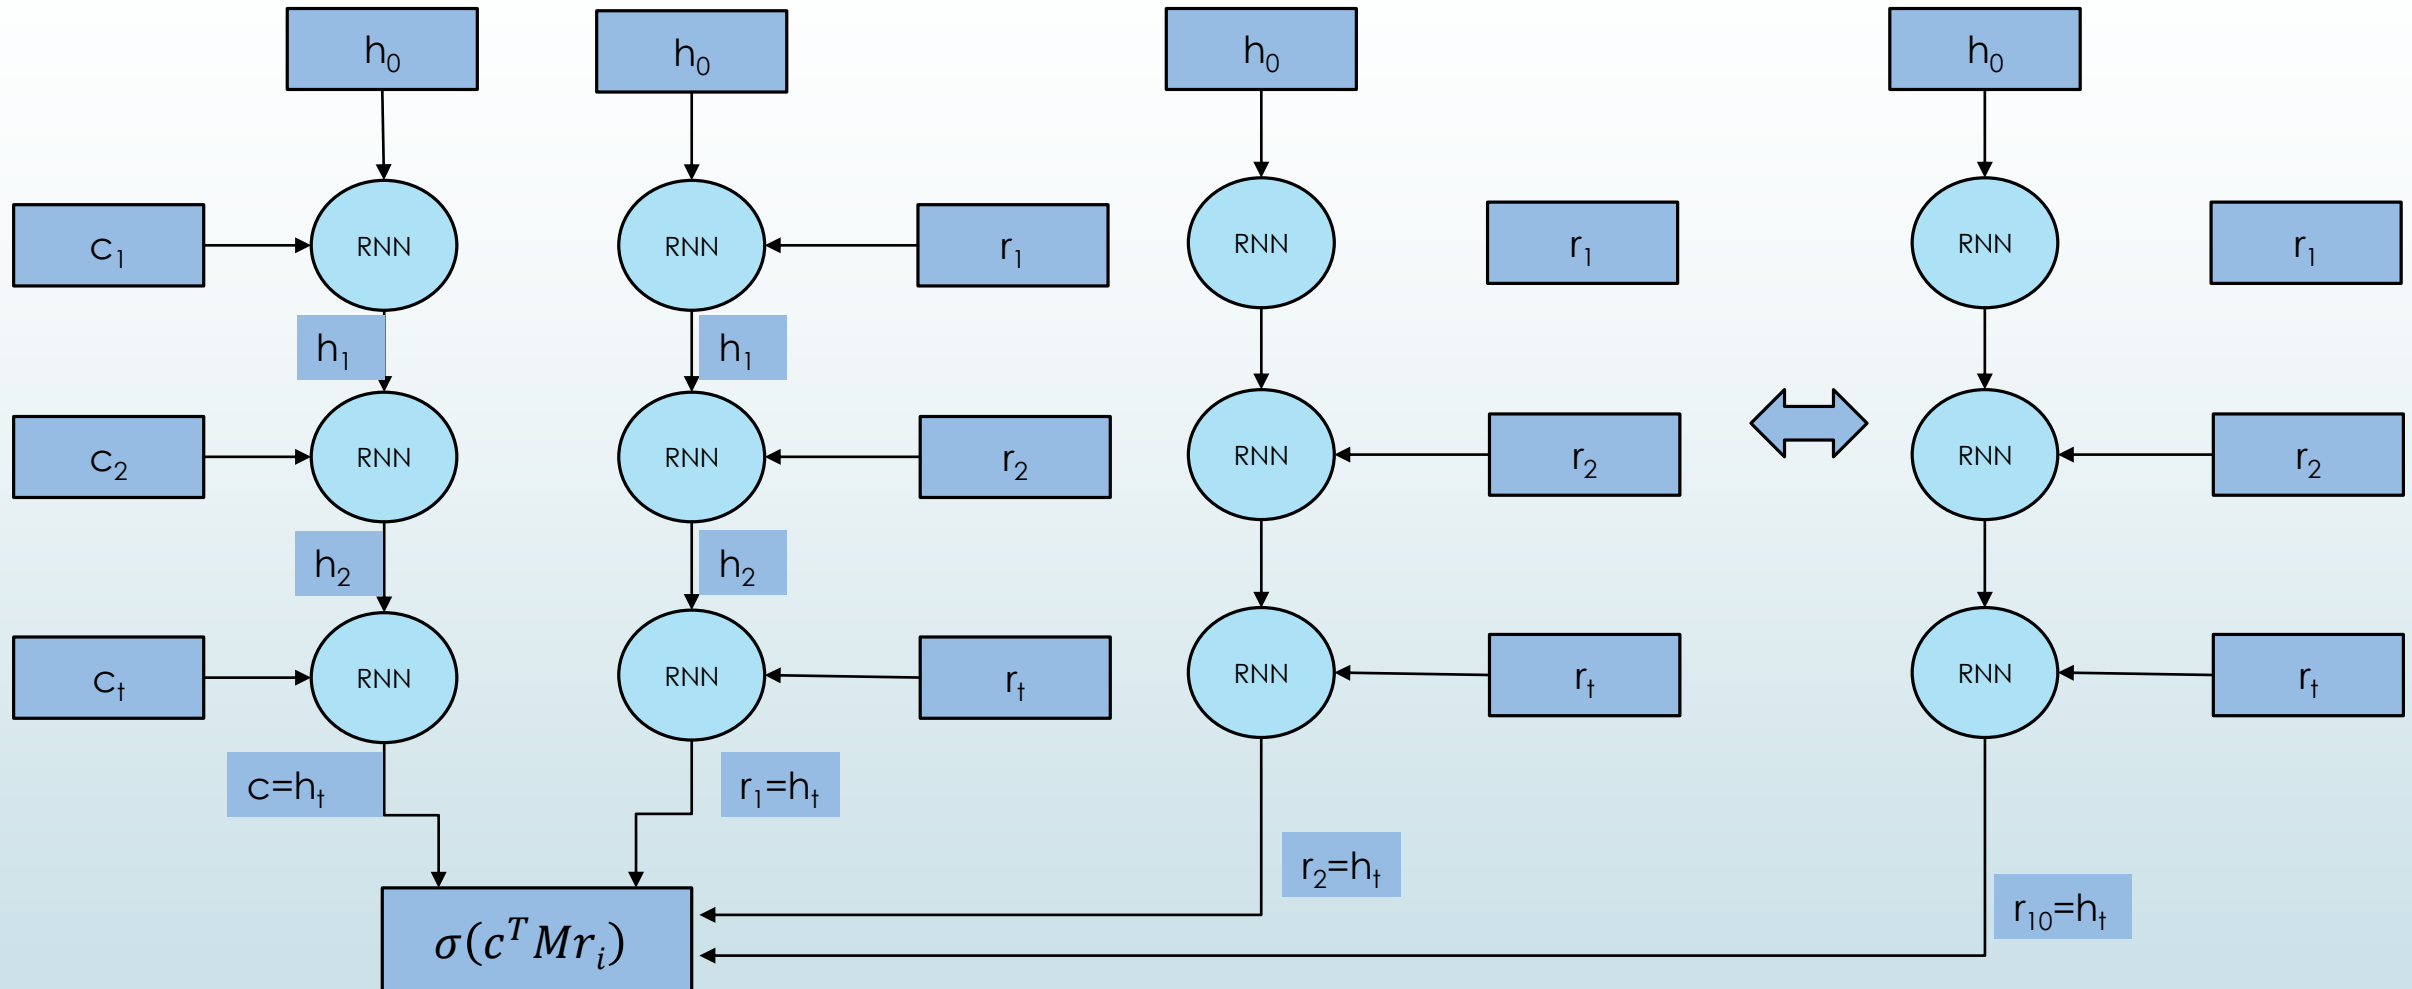 h₀ h₀ h₀ h₀
c₁ RNN RNN r₁ RNN r₁ RNN r₁
h₁ h₁
c₂ RNN RNN r₂ RNN r₂ RNN r₂
h₂ h₂
cₜ RNN RNN rₜ RNN rₜ RNN rₜ
c=hₜ r₁=hₜ
r₂=hₜ
r₁₀=hₜ
σ(cᵀMrᵢ)